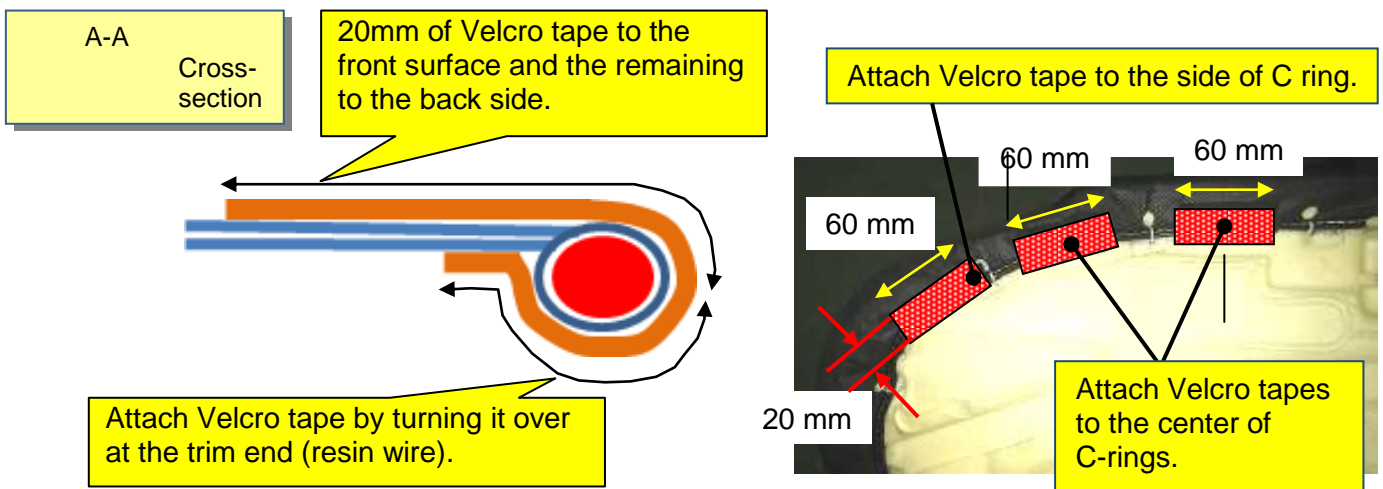 A-A
Cross-
section
20mm of Velcro tape to the
front surface and the remaining
to the back side.
Attach Velcro tape by turning it over
at the trim end (resin wire).
Attach Velcro tape to the side of C ring.
60 mm
60 mm
60 mm
20 mm
Attach Velcro tapes
to the center of
C-rings.